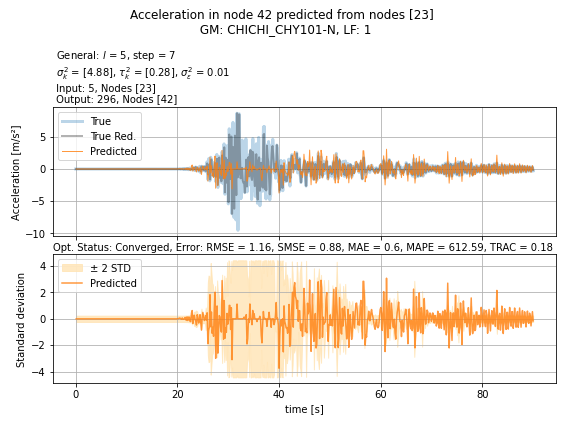 Acceleration in node 42 predicted from nodes [23]
GM: CHICHI_CHY101-N, LF: 1
General: l = 5, step = 7
σ²ₖ = [4.88], τ²ₖ = [0.28], σ²ε = 0.01
Input: 5, Nodes [23]
Output: 296, Nodes [42]
Acceleration [m/s²]
5
0
−5
−10
True
True Red.
Predicted
Opt. Status: Converged, Error: RMSE = 1.16, SMSE = 0.88, MAE = 0.6, MAPE = 612.59, TRAC = 0.18
Standard deviation
4
2
0
−2
−4
± 2 STD
Predicted
0 20 40 60 80
time [s]